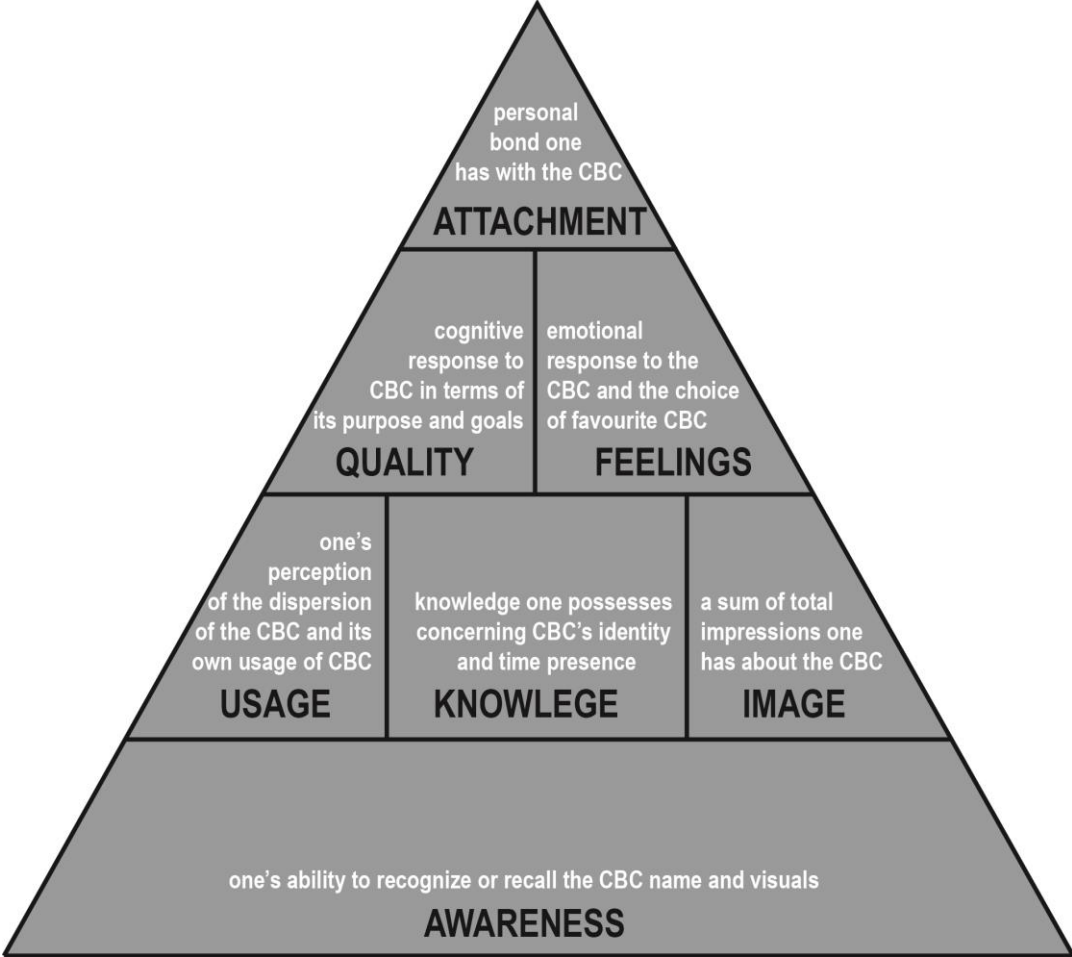 personal
bond one
has with the CBC
ATTACHMENT
cognitive
response to
CBC in terms of
its purpose and goals
QUALITY
emotional
response to the
CBC and the choice
of favourite CBC
FEELINGS
one's
perception
of the dispersion
of the CBC and its
own usage of CBC
USAGE
knowledge one possesses
concerning CBC's identity
and time presence
KNOWLEGE
a sum of total
impressions one
has about the CBC
IMAGE
one's ability to recognize or recall the CBC name and visuals
AWARENESS